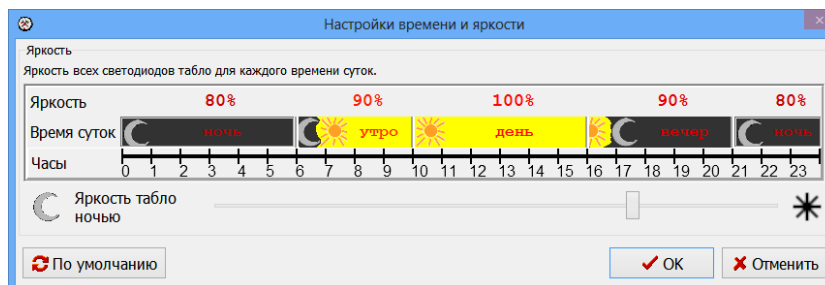 Настройки времени и яркости
Яркость
Яркость всех светодиодов табло для каждого времени суток.
Яркость 80% 90% 100% 90% 80%
Время суток ночь утро день вечер ночь
Часы 0 1 2 3 4 5 6 7 8 9 10 11 12 13 14 15 16 17 18 19 20 21 22 23
Яркость табло
ночью
По умолчанию OK Отменить